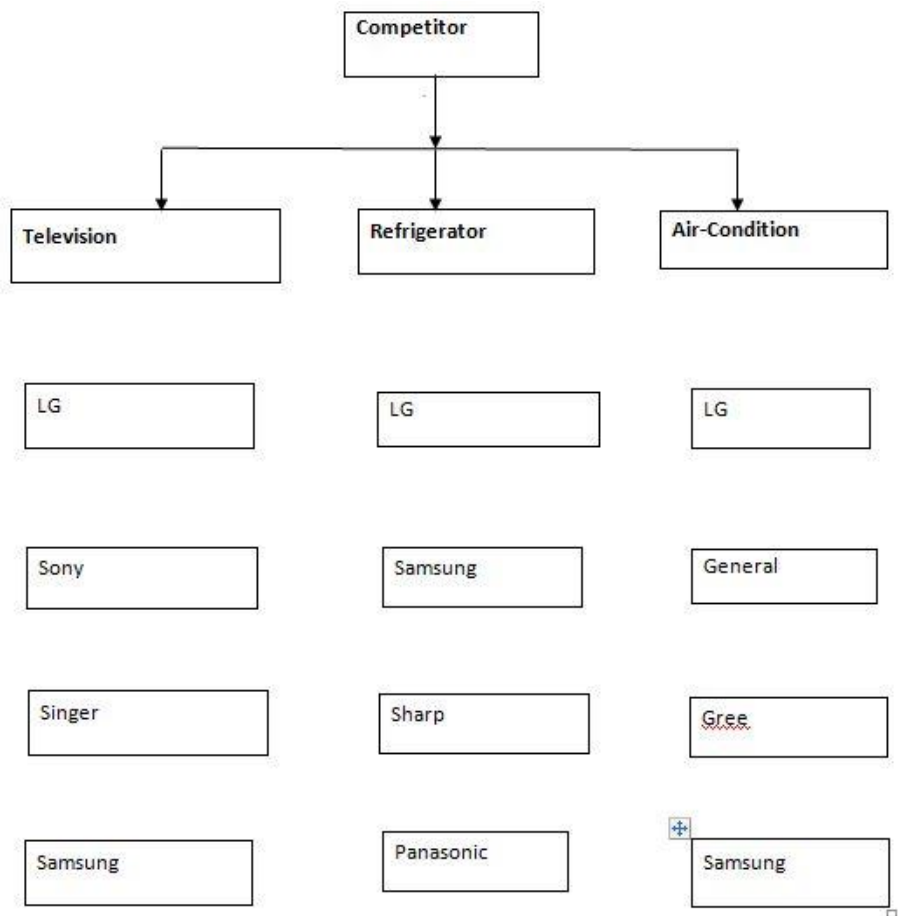 Competitor
Television
Refrigerator
Air-Condition
LG
LG
LG
Sony
Samsung
General
Singer
Sharp
Gree
Samsung
Panasonic
Samsung